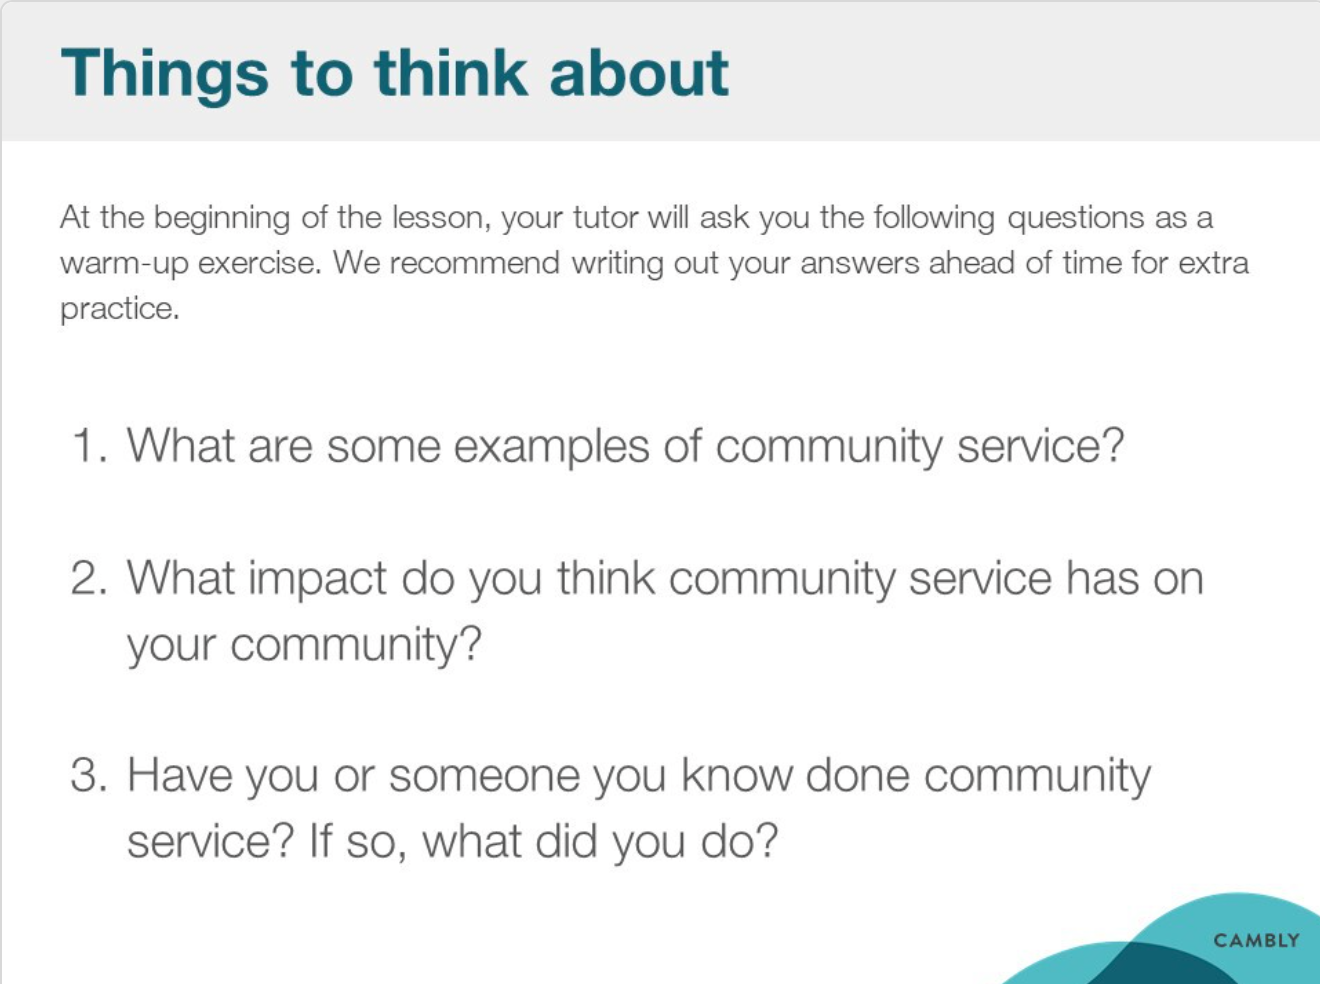 Things to think about
At the beginning of the lesson, your tutor will ask you the following questions as a
warm-up exercise. We recommend writing out your answers ahead of time for extra
practice.
1. What are some examples of community service?
2. What impact do you think community service has on
your community?
3. Have you or someone you know done community
service? If so, what did you do?
CAMBLY